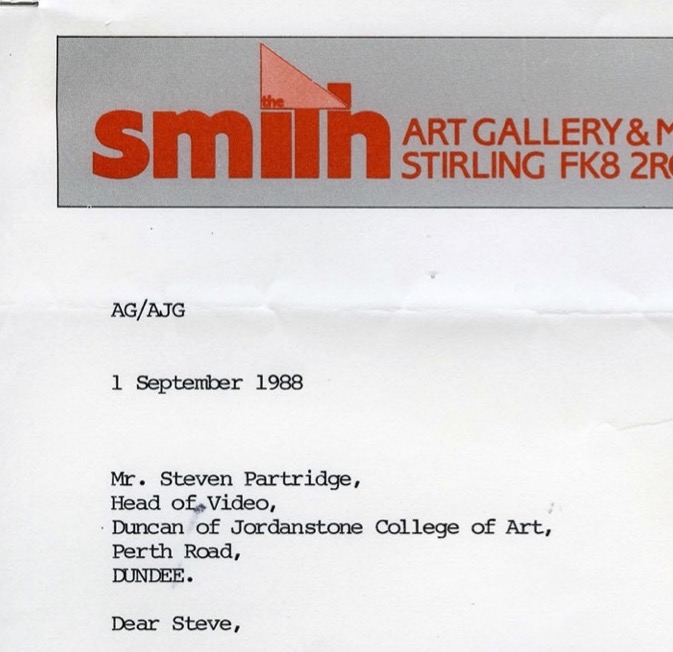 the
smith
ART GALLERY & M
STIRLING FK8 2R
AG/AJG
1 September 1988
Mr. Steven Partridge,
Head of Video,
Duncan of Jordanstone College of Art,
Perth Road,
DUNDEE.
Dear Steve,